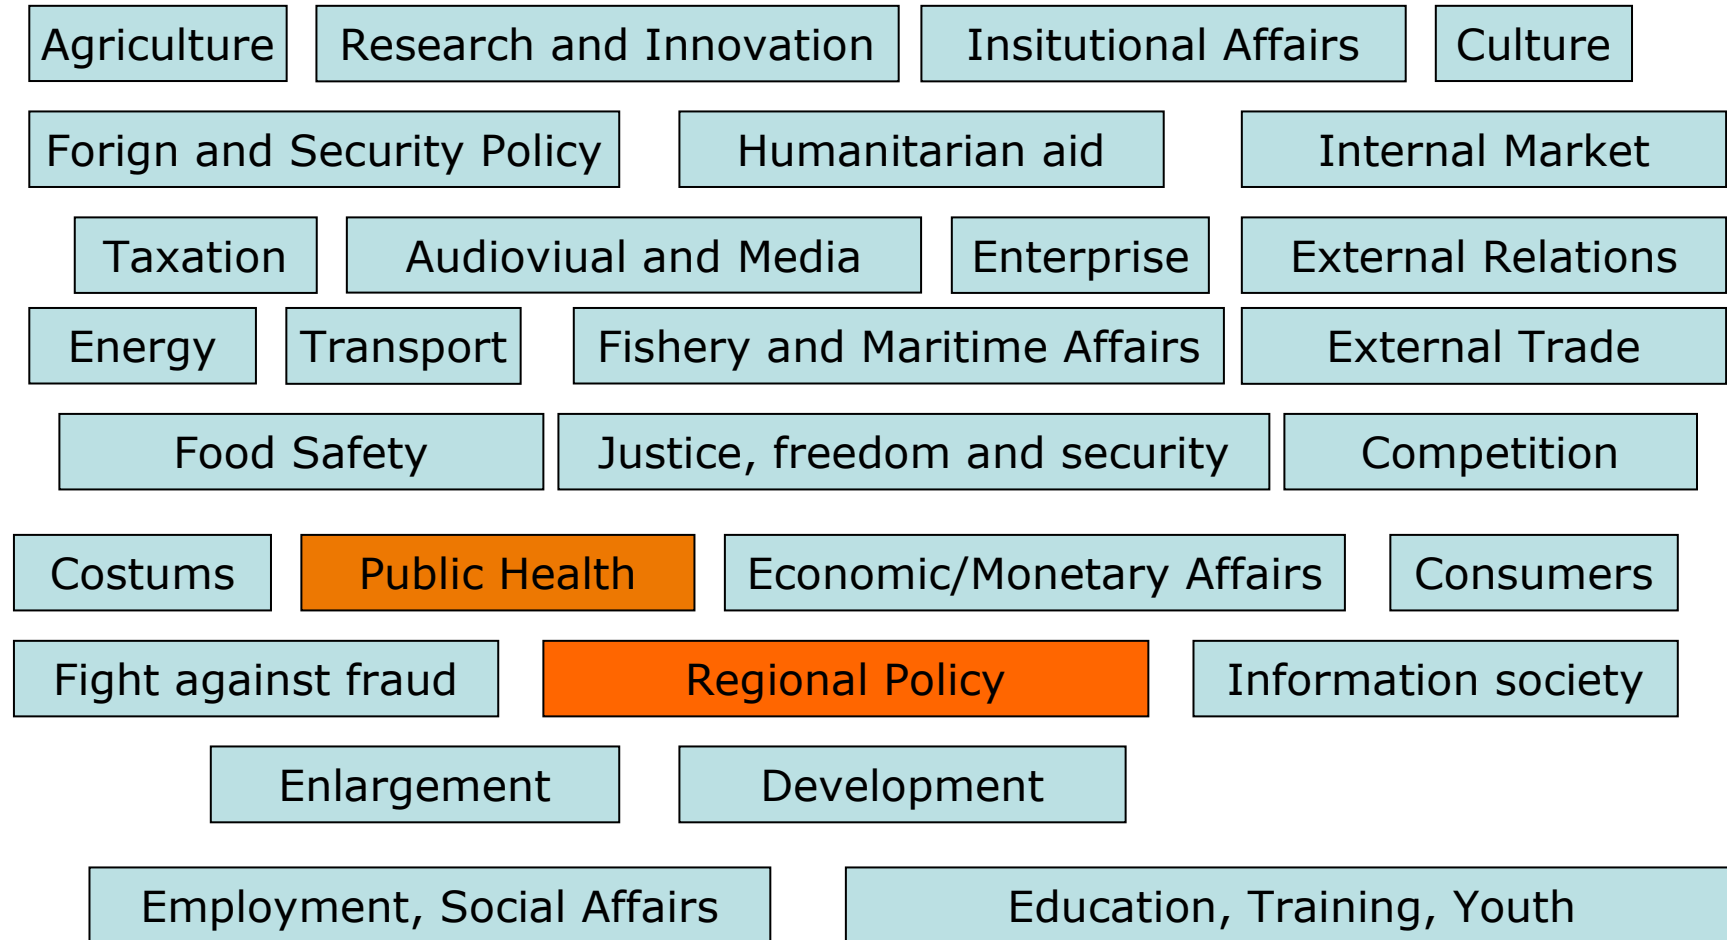 Agriculture
Research and Innovation
Insitutional Affairs
Culture
Forign and Security Policy
Humanitarian aid
Internal Market
Taxation
Audioviual and Media
Enterprise
External Relations
Energy
Transport
Fishery and Maritime Affairs
External Trade
Food Safety
Justice, freedom and security
Competition
Costums
Public Health
Economic/Monetary Affairs
Consumers
Fight against fraud
Regional Policy
Information society
Enlargement
Development
Employment, Social Affairs
Education, Training, Youth